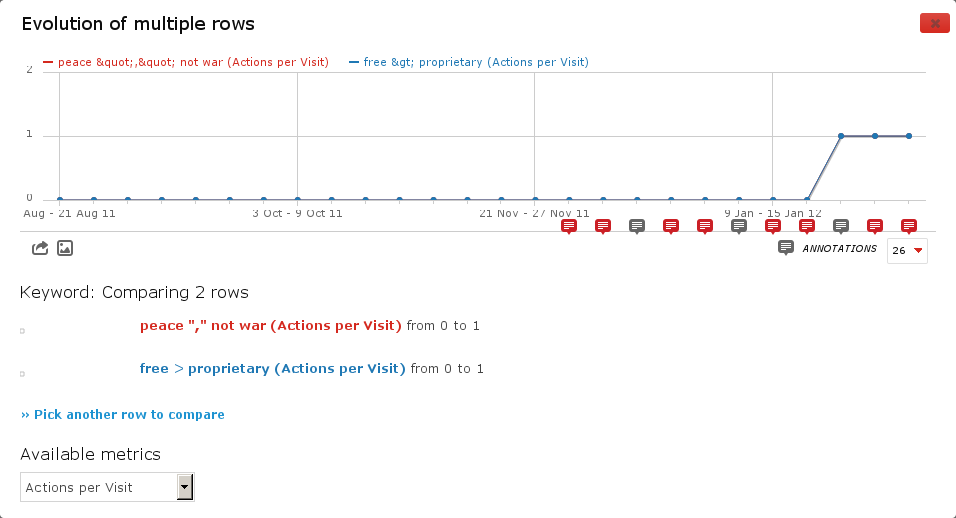 Evolution of multiple rows
peace &quot;,&quot; not war (Actions per Visit) free &gt; proprietary (Actions per Visit)
2
1
0
Aug - 21 Aug 11 3 Oct - 9 Oct 11 21 Nov - 27 Nov 11 9 Jan - 15 Jan 12
ANNOTATIONS 26
Keyword: Comparing 2 rows
peace "," not war (Actions per Visit) from 0 to 1
free > proprietary (Actions per Visit) from 0 to 1
» Pick another row to compare
Available metrics
Actions per Visit